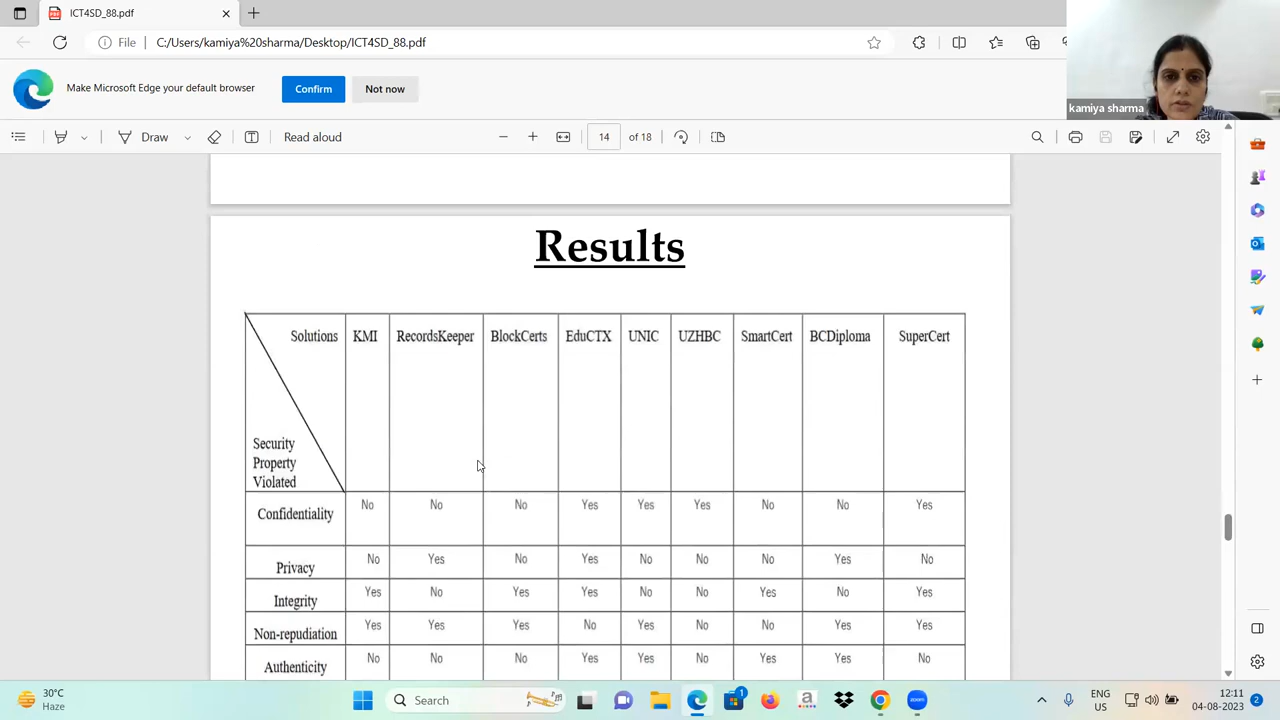 ICT4SD_88.pdf
File C:/Users/kamiya%20sharma/Desktop/ICT4SD_88.pdf
Make Microsoft Edge your default browser Confirm Not now
kamiya sharma
Draw Read aloud 14 of 18
Results
Solutions KMI RecordsKeeper BlockCerts EduCTX UNIC UZHBC SmartCert BCDiploma SuperCert
Security
Property
Violated
Confidentiality No No No Yes Yes Yes No No Yes
Privacy No Yes No Yes No No No Yes No
Integrity Yes No Yes Yes No No Yes No Yes
Non-repudiation Yes Yes Yes No Yes No No Yes Yes
Authenticity No No No Yes Yes No Yes Yes No
30°C
Haze
Search
1
ENG
US
12:11
04-08-2023
2